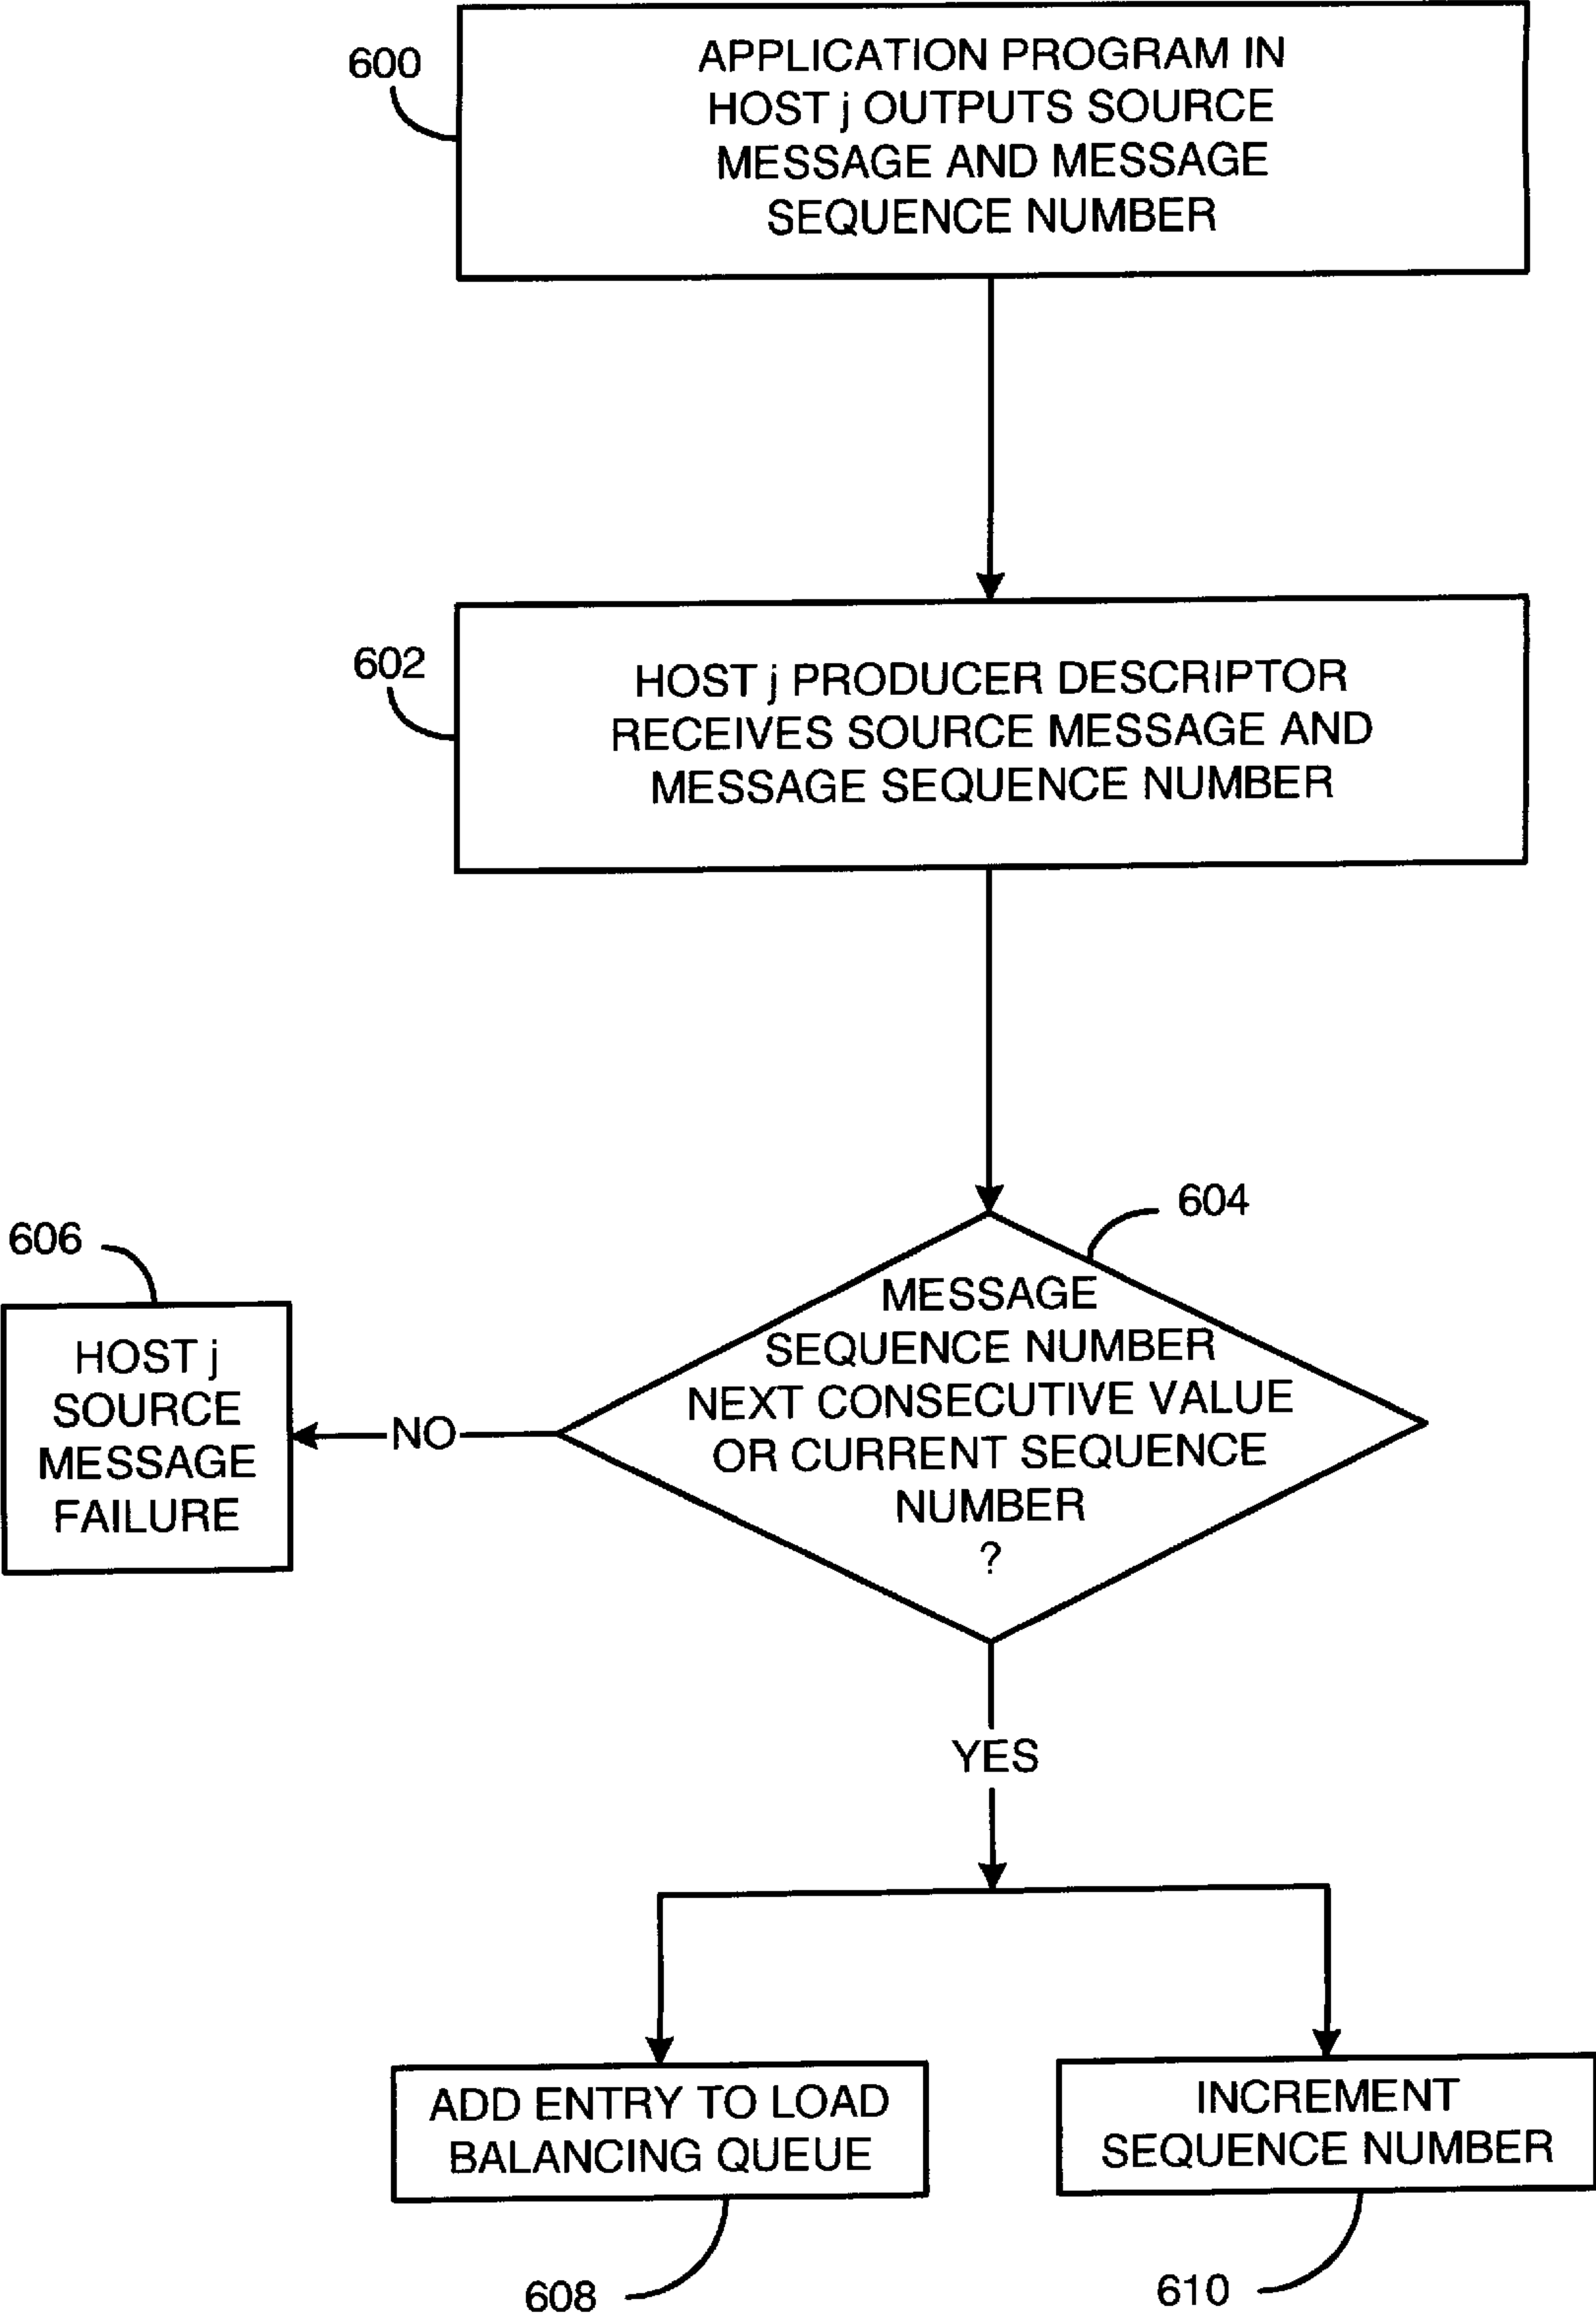 600
APPLICATION PROGRAM IN
HOST j OUTPUTS SOURCE
MESSAGE AND MESSAGE
SEQUENCE NUMBER
602
HOST j PRODUCER DESCRIPTOR
RECEIVES SOURCE MESSAGE AND
MESSAGE SEQUENCE NUMBER
604
606
MESSAGE
SEQUENCE NUMBER
NEXT CONSECUTIVE VALUE
OR CURRENT SEQUENCE
NUMBER
?
NO
HOST j
SOURCE
MESSAGE
FAILURE
YES
ADD ENTRY TO LOAD
BALANCING QUEUE
INCREMENT
SEQUENCE NUMBER
608
610